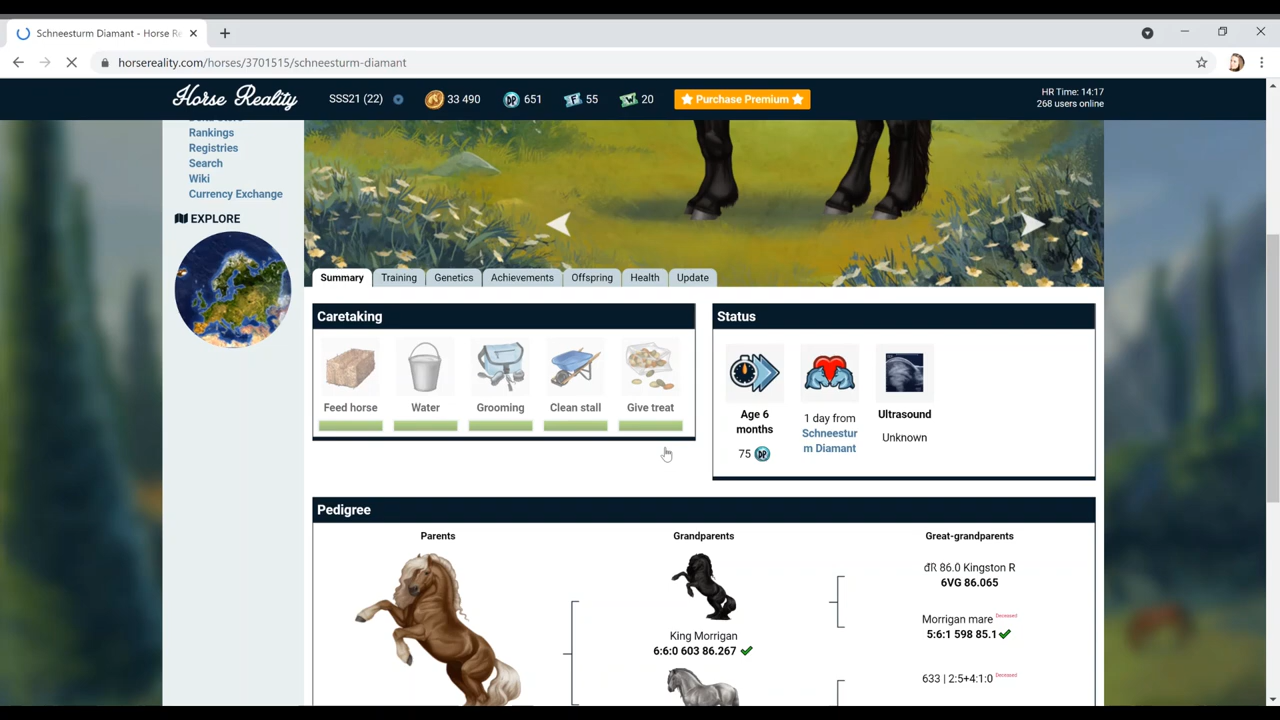 Schneesturm Diamant - Horse Re
horsereality.com/horses/3701515/schneesturm-diamant
Horse Reality
SSS21 (22)
33 490
DP 651
55
20
Purchase Premium
HR Time: 14:17
268 users online
Rankings
Registries
Search
Wiki
Currency Exchange
EXPLORE
Summary
Training
Genetics
Achievements
Offspring
Health
Update
Caretaking
Feed horse
Water
Grooming
Clean stall
Give treat
Status
Age 6
months
75 DP
1 day from
Schneestur
m Diamant
Ultrasound
Unknown
Pedigree
Parents
Grandparents
Great-grandparents
King Morrigan
6:6:0 603 86.267
đR 86.0 Kingston R
6VG 86.065
Morrigan mare Deceased
5:6:1 598 85.1
633 | 2:5+4:1:0 Deceased